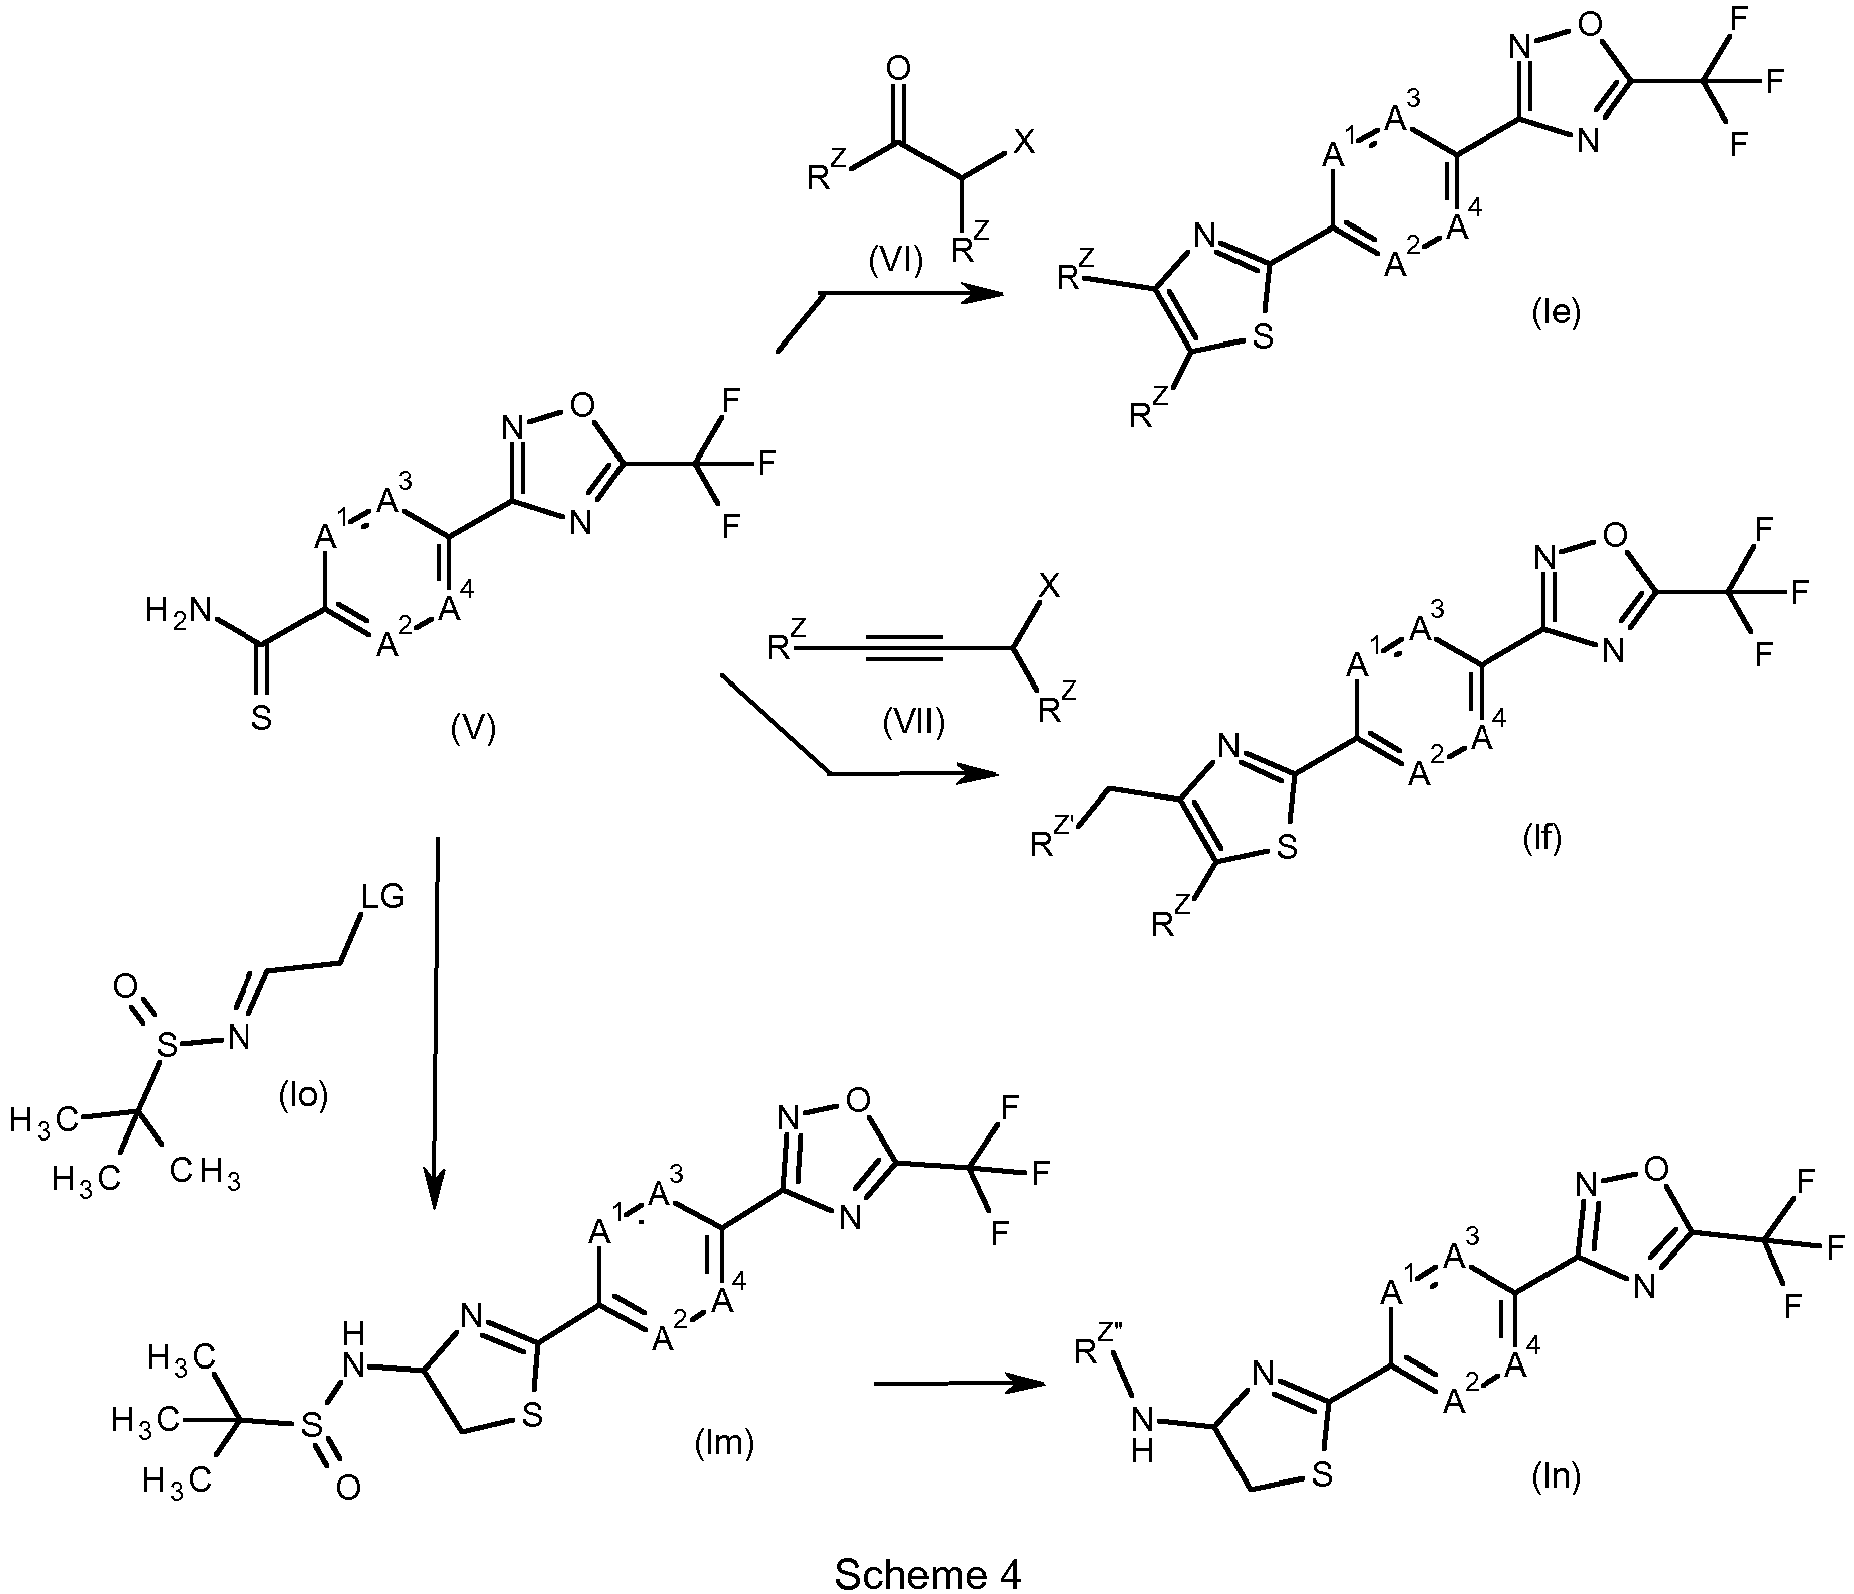 O
X
R^Z
R^Z
(VI)
N
O
F
F
F
N
A^3
A^1
A^4
A^2
N
S
R^Z
R^Z
(Ie)
N
O
F
F
F
N
A^3
A^1
A^4
A^2
H2N
S
(V)
X
R^Z
R^Z
(VII)
N
O
F
F
F
N
A^3
A^1
A^4
A^2
N
S
R^Z'
R^Z
(If)
LG
O
S
N
H3C
H3C
CH3
(Io)
N
O
F
F
F
N
A^3
A^1
A^4
A^2
N
S
H
N
H3C
H3C
H3C
S
O
(Im)
N
O
F
F
F
N
A^3
A^1
A^4
A^2
R^Z"
N
H
N
S
(In)
Scheme 4